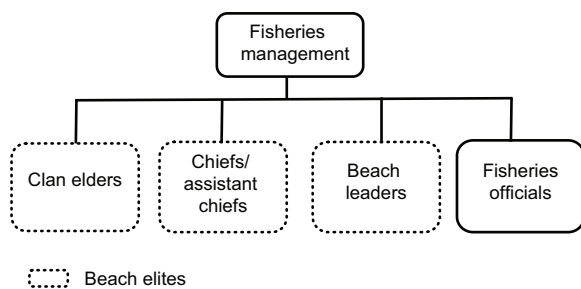 Fisheries
management
Clan elders
Chiefs/
assistant
chiefs
Beach
leaders
Fisheries
officials
Beach elites